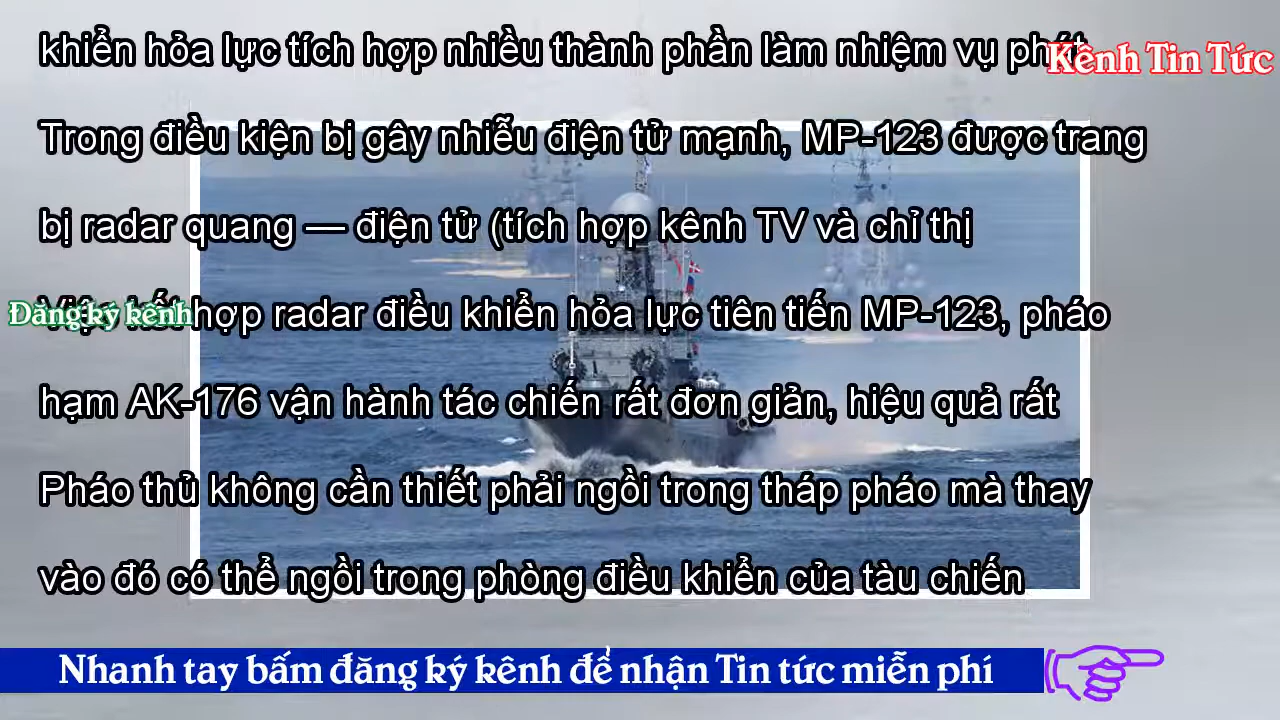 khiển hỏa lực tích hợp nhiều thành phần làm nhiệm vụ phát
Kênh Tin Tức
Trong điều kiện bị gây nhiễu điện tử mạnh, MP-123 được trang
bị radar quang — điện tử (tích hợp kênh TV và chỉ thị
Đăng ký kênh
hợp radar điều khiển hỏa lực tiên tiến MP-123, pháo
hạm AK-176 vận hành tác chiến rất đơn giản, hiệu quả rất
Pháo thủ không cần thiết phải ngồi trong tháp pháo mà thay
vào đó có thể ngồi trong phòng điều khiển của tàu chiến
Nhanh tay bấm đăng ký kênh để nhận Tin tức miễn phí